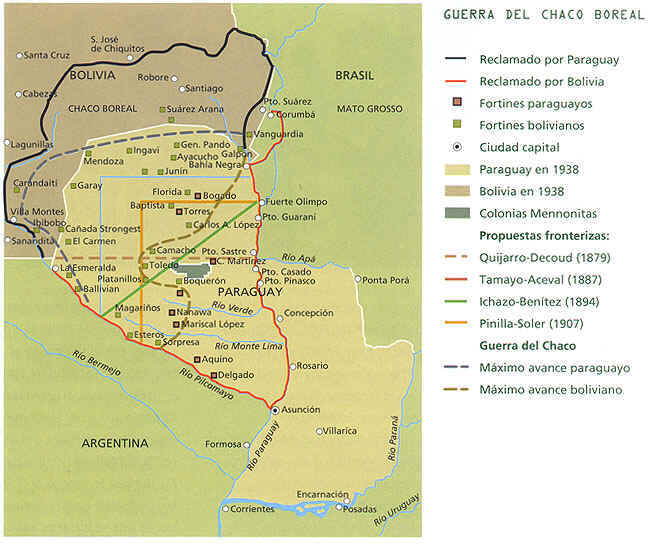 GUERRA DEL CHACO BOREAL
Reclamado por Paraguay
Reclamado por Bolivia
Fortines paraguayos
Fortines bolivianos
Ciudad capital
Paraguay en 1938
Bolivia en 1938
Colonias Mennonitas
Propuestas fronterizas:
Quijarro-Decoud (1879)
Tamayo-Aceval (1887)
Ichazo-Benítez (1894)
Pinilla-Soler (1907)
Guerra del Chaco
Máximo avance paraguayo
Máximo avance boliviano
S. José
de Chiquitos
Santa Cruz
BOLIVIA
Robore
BRASIL
Santiago
Cabezas
CHACO BOREAL
Suárez Arana
Pto. Suárez
Corumbá
MATO GROSSO
Vanguardia
Lagunillas
Gen. Pando
Ingavi
Galpón
Mendoza
Ayacucho
Bahía Negra
Junín
Carandaití
Garay
Florida
Bogado
Fuerte Olimpo
Baptista
Torres
Villa Montes
Pto. Guaraní
Ibibobo
Carlos A. López
Cañada Strongest
Sanandita
El Carmen
Camacho
Pto. Sastre
Río Apá
C. Martínez
La Esmeralda
Toledo
Pto. Casado
Platanillos
Boquerón
Pto. Pinasco
Ponta Porá
Ballivian
PARAGUAY
Río Verde
Magariños
Nanawa
Concepción
Mariscal López
Esteros
Sorpresa
Río Monte Lima
Río Bermejo
Aquino
Rosario
Delgado
Río Pilcomayo
Asunción
Villarica
ARGENTINA
Formosa
Río Paraguay
Río Paraná
Encarnación
Corrientes
Posadas
Río Uruguay